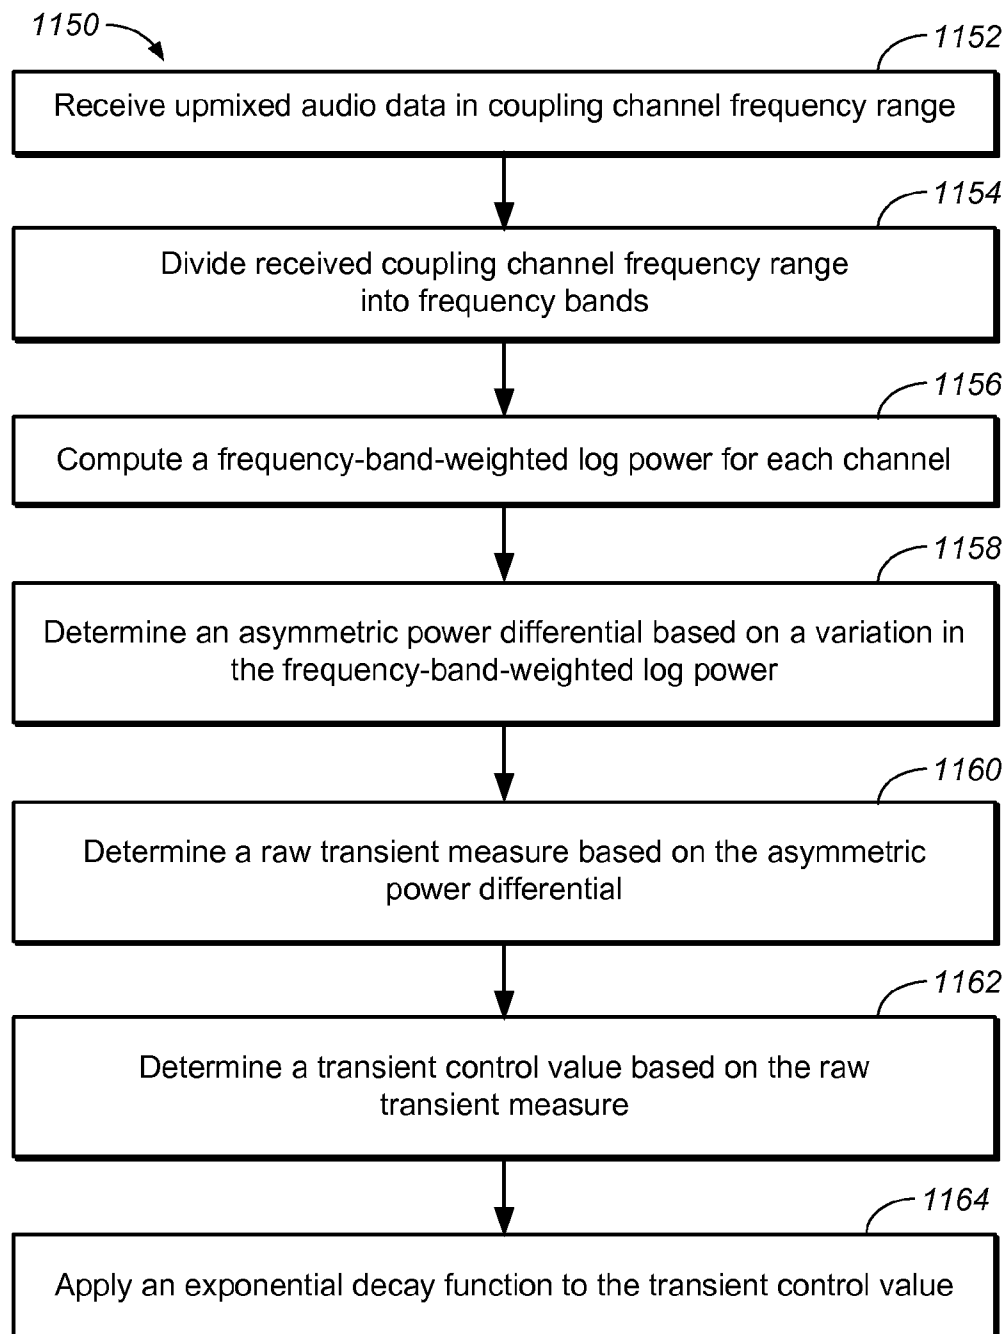 1150
1152
Receive upmixed audio data in coupling channel frequency range
1154
Divide received coupling channel frequency range
into frequency bands
1156
Compute a frequency-band-weighted log power for each channel
1158
Determine an asymmetric power differential based on a variation in
the frequency-band-weighted log power
1160
Determine a raw transient measure based on the asymmetric
power differential
1162
Determine a transient control value based on the raw
transient measure
1164
Apply an exponential decay function to the transient control value